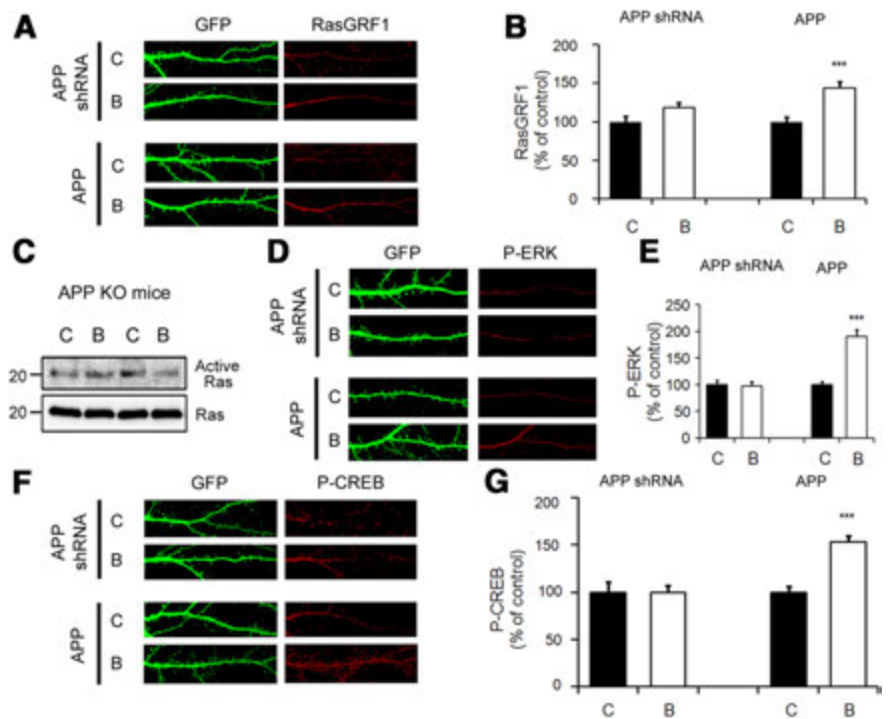 A
GFP RasGRF1
APP shRNA
C
B
APP
C
B
B
APP shRNA APP
RasGRF1 (% of control)
200
150
100
50
0
***
C B C B
C
APP KO mice
C B C B
20
Active Ras
20
Ras
D
GFP P-ERK
APP shRNA
C
B
APP
C
B
E
APP shRNA APP
P-ERK (% of control)
250
200
150
100
50
0
***
C B C B
F
GFP P-CREB
APP shRNA
C
B
APP
C
B
G
APP shRNA APP
P-CREB (% of control)
200
150
100
50
0
***
C B C B